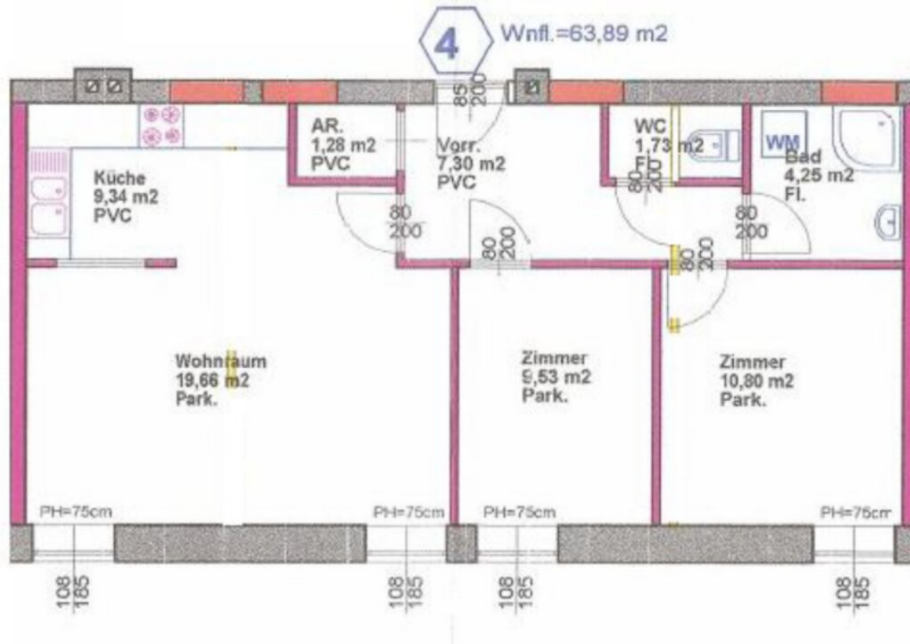 4
Wnfl.=63,89 m2
85
200
AR.
1,28 m2
PVC
Vorr.
7,30 m2
PVC
WC
1,73 m2
Fl.
WM
Bad
4,25 m2
Fl.
Küche
9,34 m2
PVC
80
200
80
200
80
200
80
200
80
200
Wohnraum
19,66 m2
Park.
Zimmer
9,53 m2
Park.
Zimmer
10,80 m2
Park.
PH=75cm
PH=75cm
PH=75cm
PH=75cm
108
185
108
185
108
185
108
185